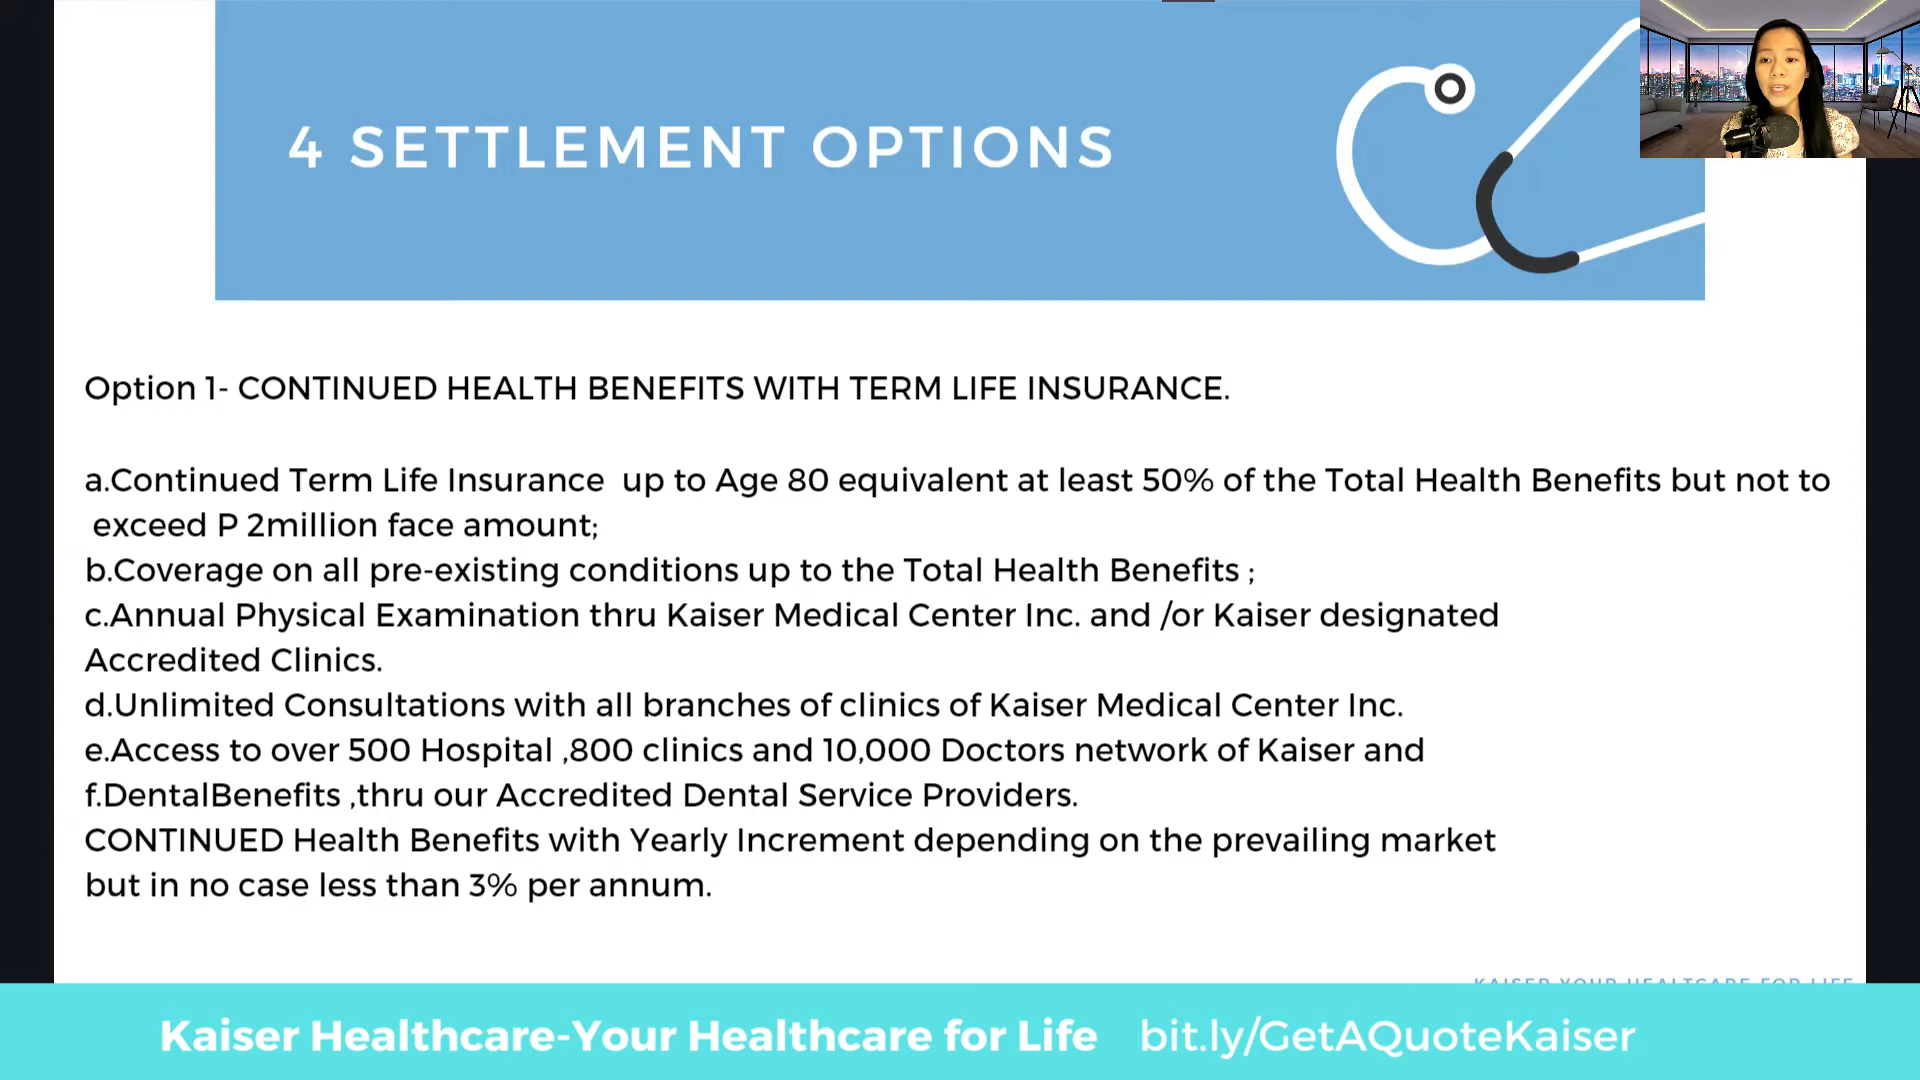 4 SETTLEMENT OPTIONS
Option 1- CONTINUED HEALTH BENEFITS WITH TERM LIFE INSURANCE.
a.Continued Term Life Insurance  up to Age 80 equivalent at least 50% of the Total Health Benefits but not to
exceed P 2million face amount;
b.Coverage on all pre-existing conditions up to the Total Health Benefits ;
c.Annual Physical Examination thru Kaiser Medical Center Inc. and /or Kaiser designated
Accredited Clinics.
d.Unlimited Consultations with all branches of clinics of Kaiser Medical Center Inc.
e.Access to over 500 Hospital ,800 clinics and 10,000 Doctors network of Kaiser and
f.DentalBenefits ,thru our Accredited Dental Service Providers.
CONTINUED Health Benefits with Yearly Increment depending on the prevailing market
but in no case less than 3% per annum.
KAISER YOUR HEALTCARE FOR LIFE
Kaiser Healthcare-Your Healthcare for Life bit.ly/GetAQuoteKaiser